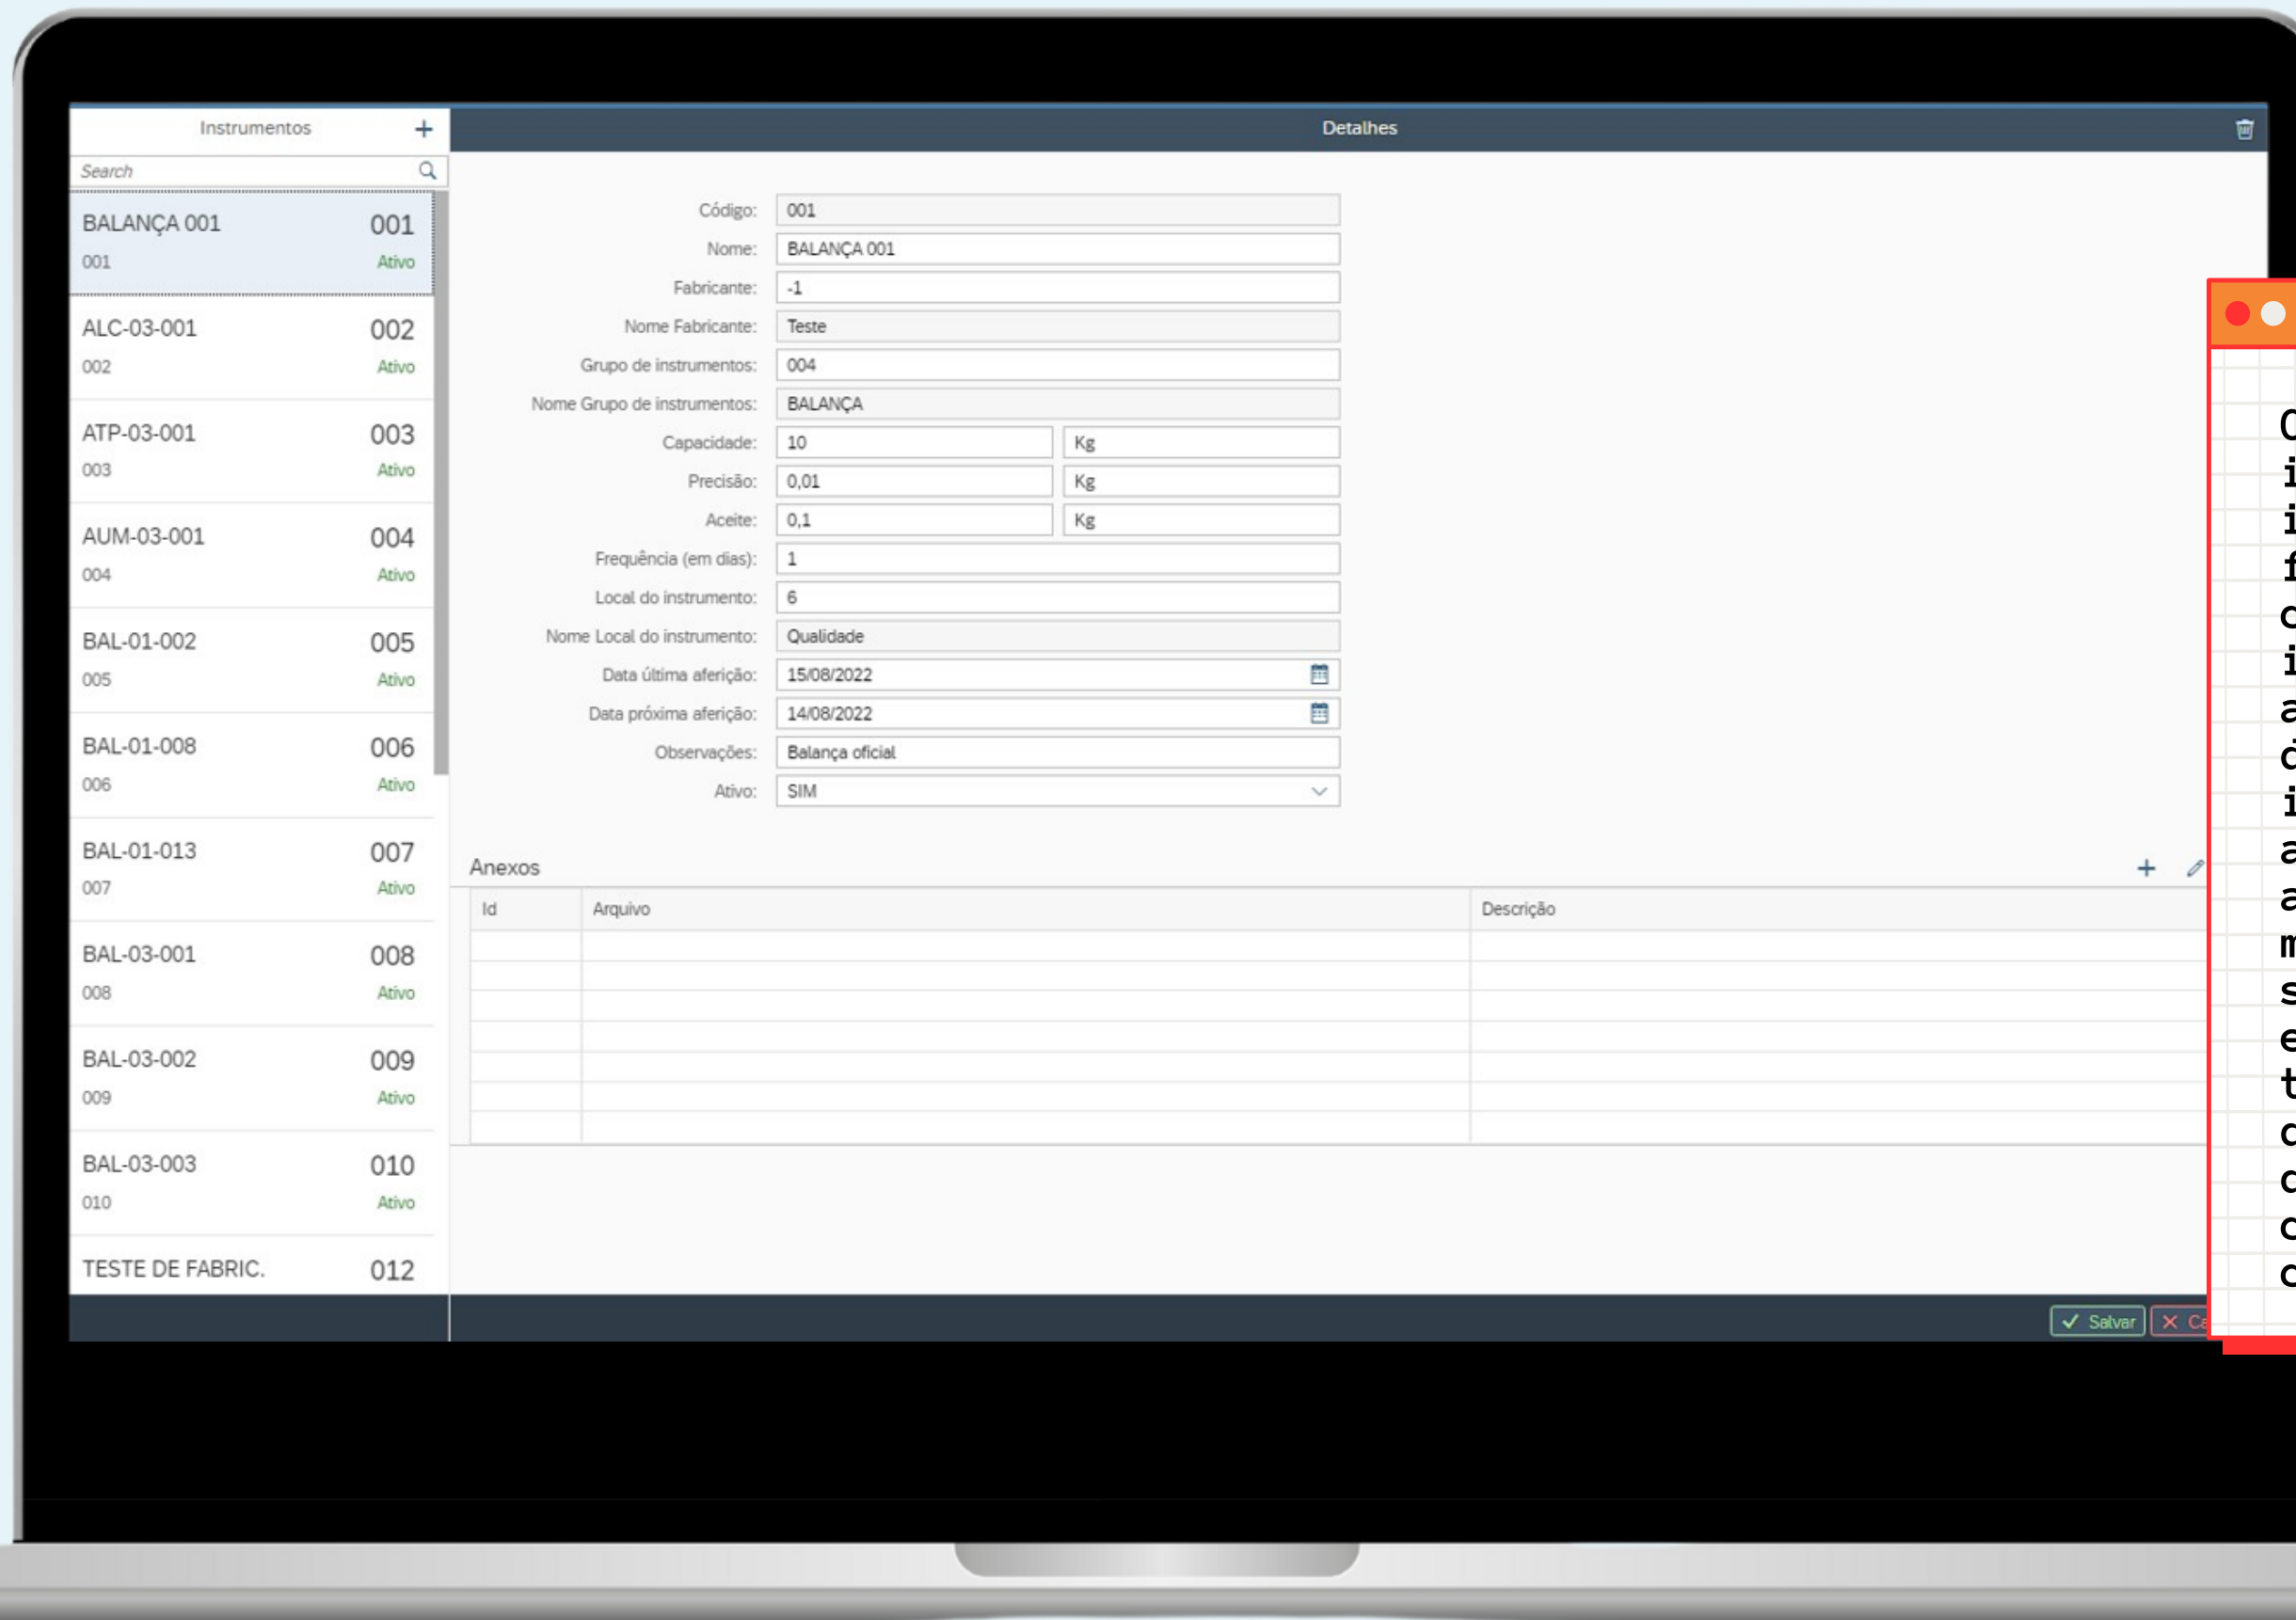 Instrumentos +
Search
BALANÇA 001 001
001 Ativo
ALC-03-001 002
002 Ativo
ATP-03-001 003
003 Ativo
AUM-03-001 004
004 Ativo
BAL-01-002 005
005 Ativo
BAL-01-008 006
006 Ativo
BAL-01-013 007
007 Ativo
BAL-03-001 008
008 Ativo
BAL-03-002 009
009 Ativo
BAL-03-003 010
010 Ativo
TESTE DE FABRIC. 012
Detalhes
Código: 001
Nome: BALANÇA 001
Fabricante: -1
Nome Fabricante: Teste
Grupo de instrumentos: 004
Nome Grupo de instrumentos: BALANÇA
Capacidade: 10 Kg
Precisão: 0,01 Kg
Aceite: 0,1 Kg
Frequência (em dias): 1
Local do instrumento: 6
Nome Local do instrumento: Qualidade
Data última aferição: 15/08/2022
Data próxima aferição: 14/08/2022
Observações: Balança oficial
Ativo: SIM
Anexos +
Id Arquivo Descrição
Salvar